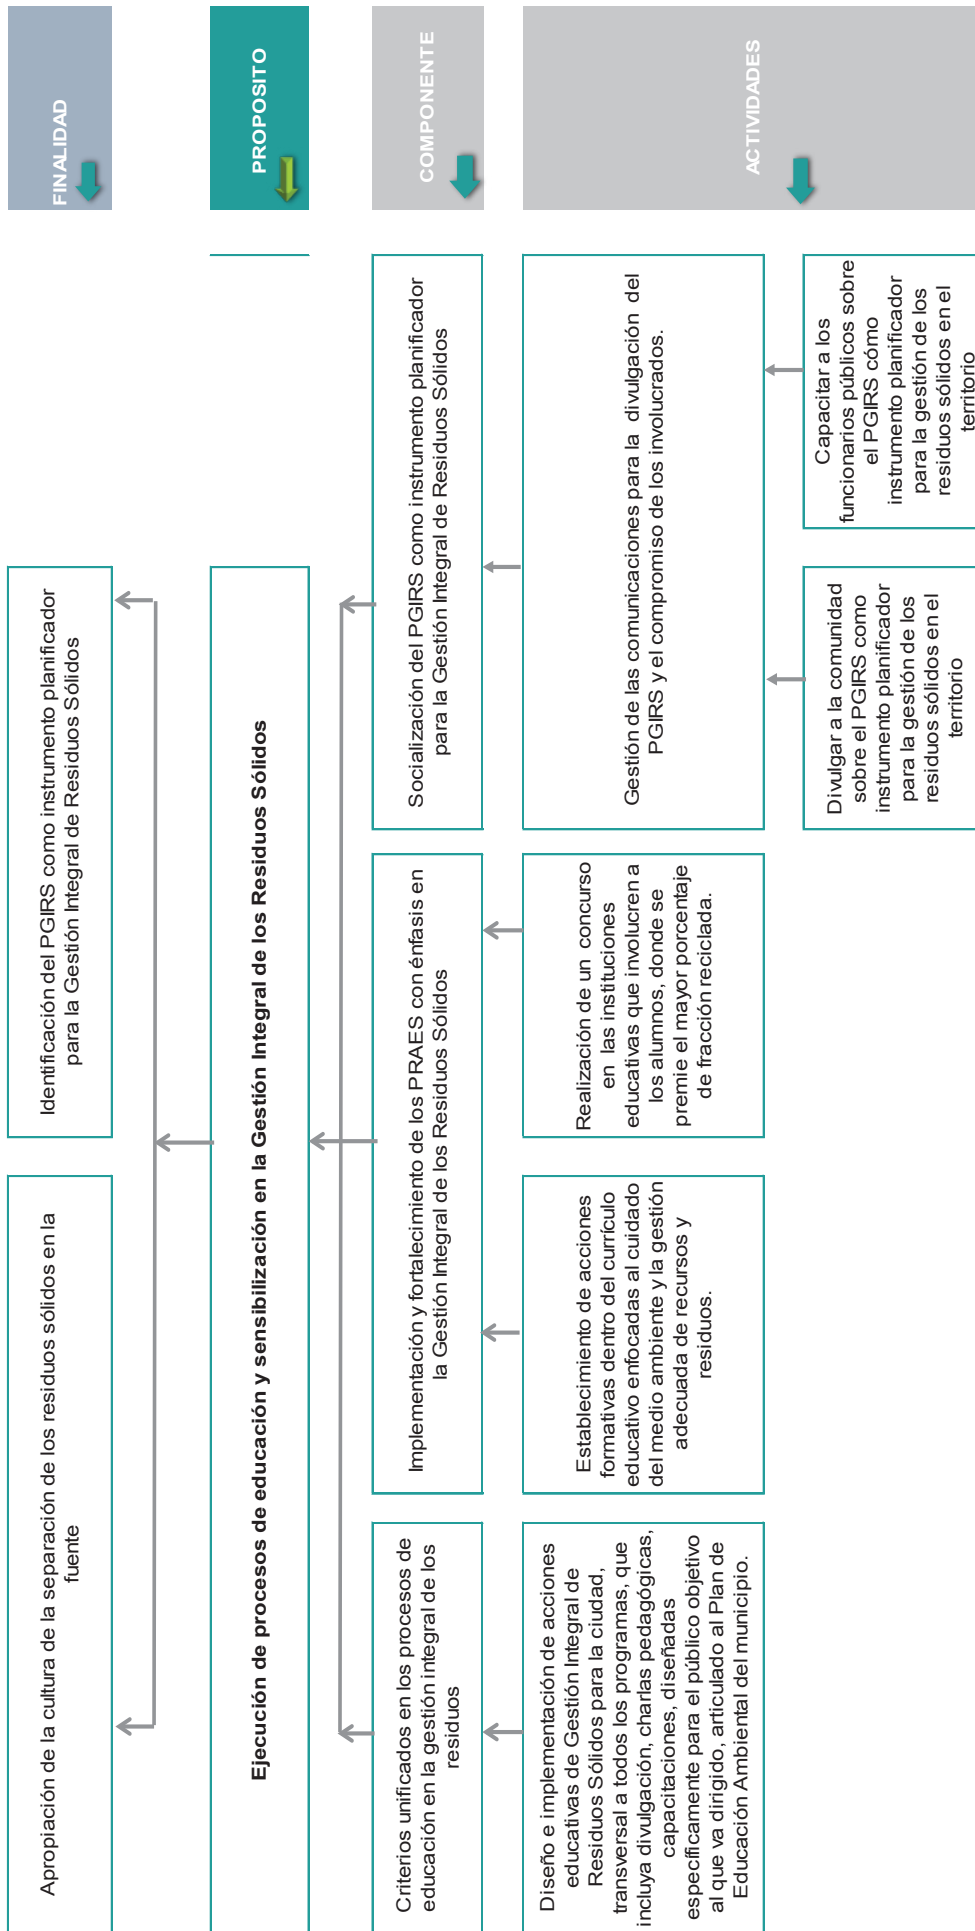 FINALIDAD
Apropiación de la cultura de la separación de los residuos sólidos en la
fuente
Identificación del PGIRS como instrumento planificador
para la Gestión Integral de Residuos Sólidos
PROPOSITO
Ejecución de procesos de educación y sensibilización en la Gestión Integral de los Residuos Sólidos
COMPONENTE
Criterios unificados en los procesos de
educación en la gestión integral de los
residuos
Implementación y fortalecimiento de los PRAES con énfasis en
la Gestión Integral de los Residuos Sólidos
Socialización del PGIRS como instrumento planificador
para la Gestión Integral de Residuos Sólidos
ACTIVIDADES
Diseño e implementación de acciones
educativas de Gestión Integral de
Residuos Sólidos para la ciudad,
transversal a todos los programas, que
incluya divulgación, charlas pedagógicas,
capacitaciones, diseñadas
específicamente para el público objetivo
al que va dirigido, articulado al Plan de
Educación Ambiental del municipio.
Establecimiento de acciones
formativas dentro del currículo
educativo enfocadas al cuidado
del medio ambiente y la gestión
adecuada de recursos y
residuos.
Realización de un concurso
en las instituciones
educativas que involucren a
los alumnos, donde se
premie el mayor porcentaje
de fracción reciclada.
Gestión de las comunicaciones para la divulgación del
PGIRS y el compromiso de los involucrados.
Divulgar a la comunidad
sobre el PGIRS como
instrumento planificador
para la gestión de los
residuos sólidos en el
territorio
Capacitar a los
funcionarios públicos sobre
el PGIRS cómo
instrumento planificador
para la gestión de los
residuos sólidos en el
territorio